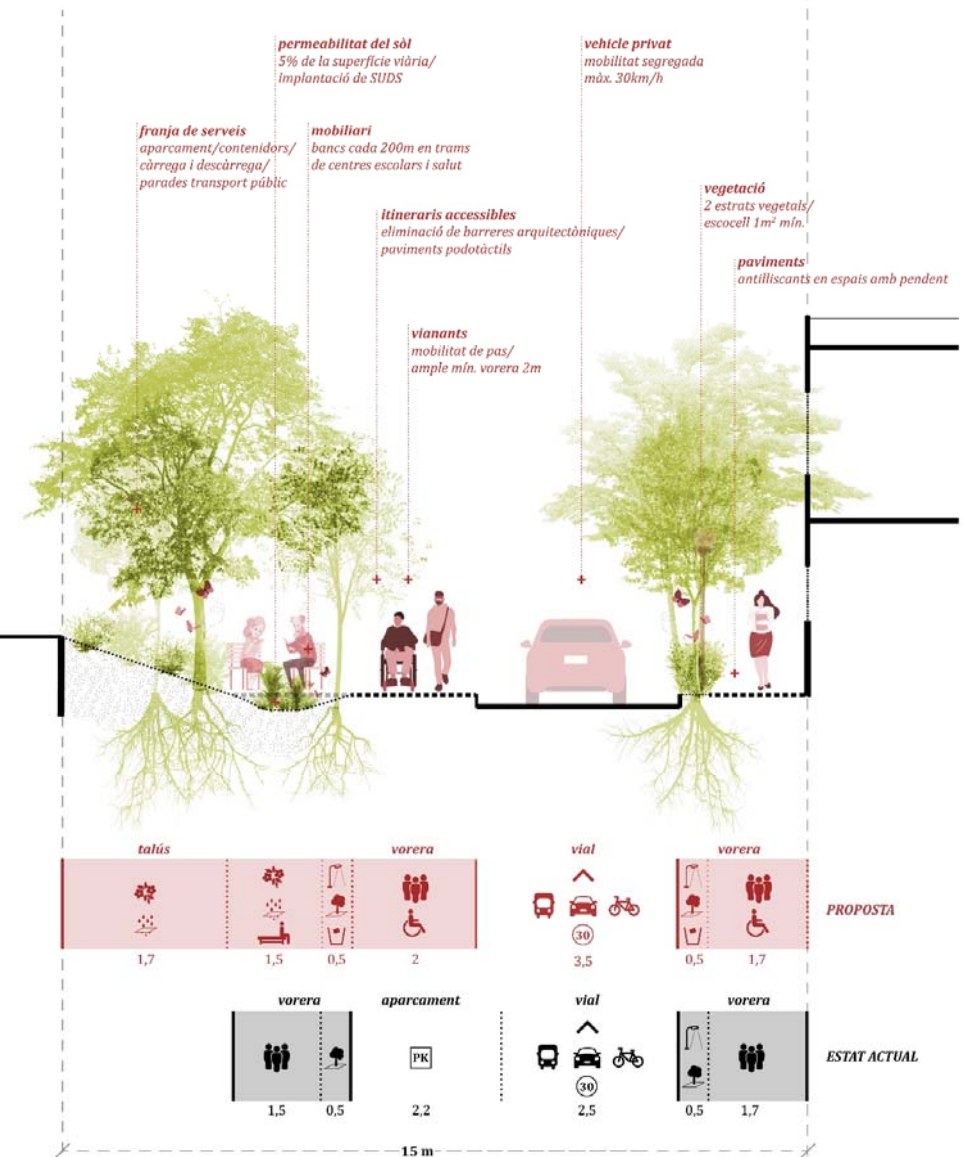 permeabilitat del sòl
5% de la superfície viària/
implantació de SUDS
vehicle privat
mobilitat segregada
màx. 30km/h
franja de serveis
aparcament/contenidors/
càrrega i descàrrega/
parades transport públic
mobiliari
bancs cada 200m en trams
de centres escolars i salut
vegetació
2 estrats vegetals/
escocell 1m² mín.
itineraris accessibles
eliminació de barreres arquitectòniques/
paviments podotàctils
paviments
antilliscants en espais amb pendent
vianants
mobilitat de pas/
ample mín. vorera 2m
talús vorera vial vorera
30
PROPOSTA
1,7 1,5 0,5 2 3,5 0,5 1,7
vorera aparcament vial vorera
PK
30
ESTAT ACTUAL
1,5 0,5 2,2 2,5 0,5 1,7
15 m